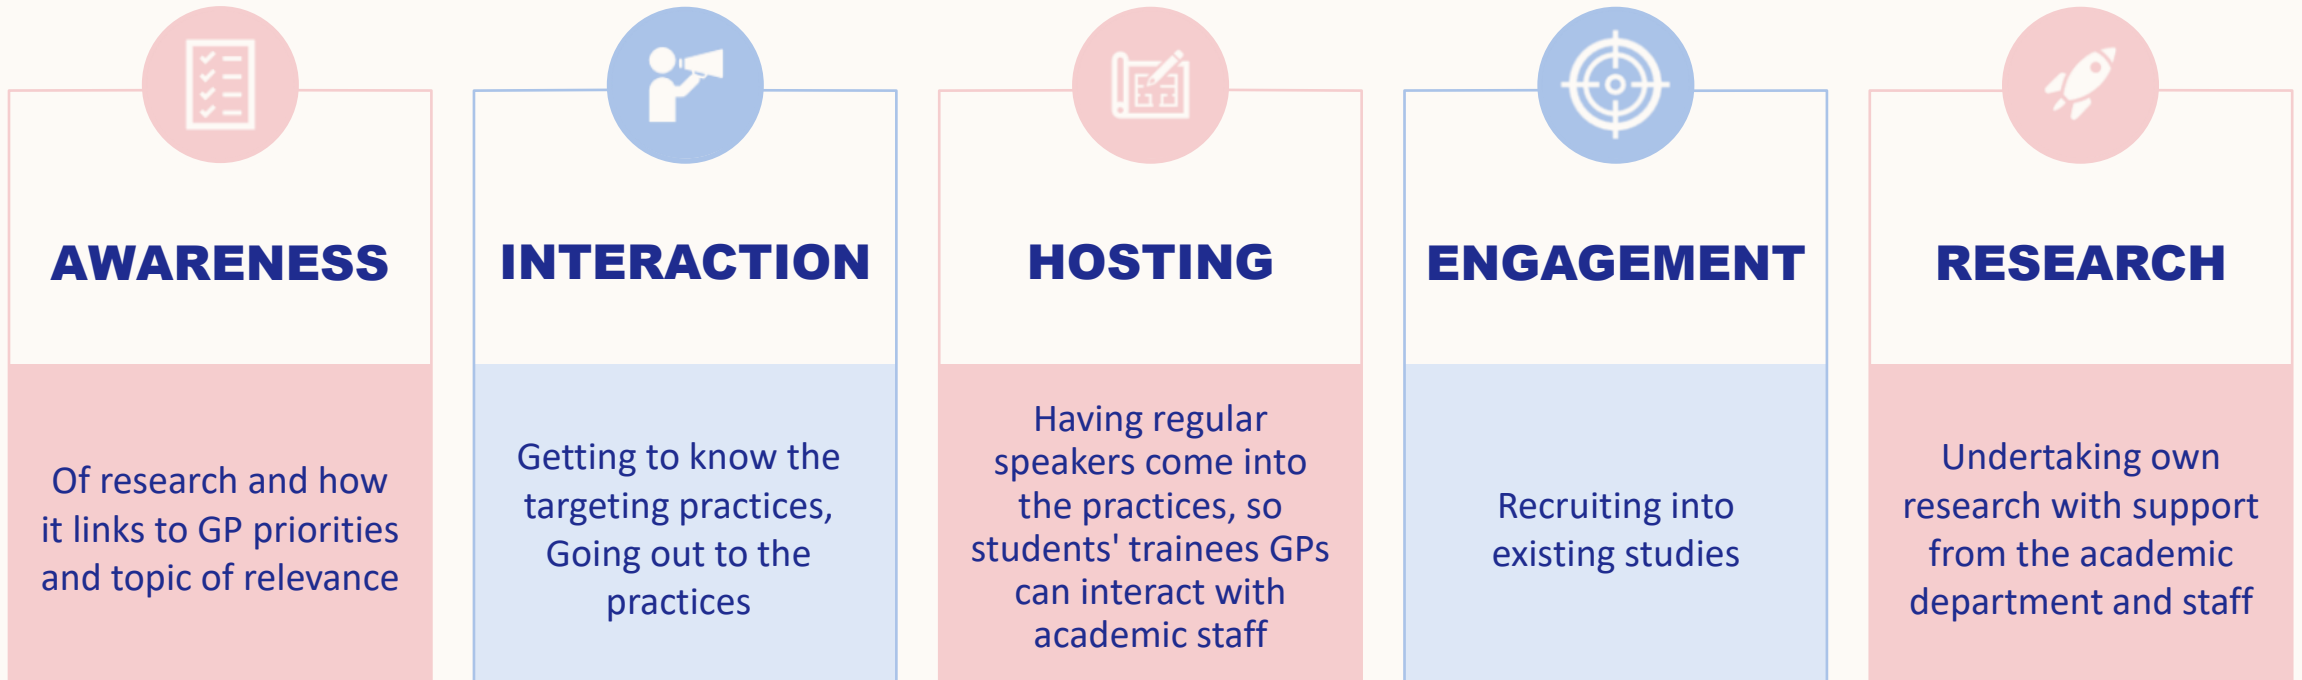 AWARENESS
Of research and how
it links to GP priorities
and topic of relevance
INTERACTION
Getting to know the
targeting practices,
Going out to the
practices
HOSTING
Having regular
speakers come into
the practices, so
students' trainees GPs
can interact with
academic staff
ENGAGEMENT
Recruiting into
existing studies
RESEARCH
Undertaking own
research with support
from the academic
department and staff